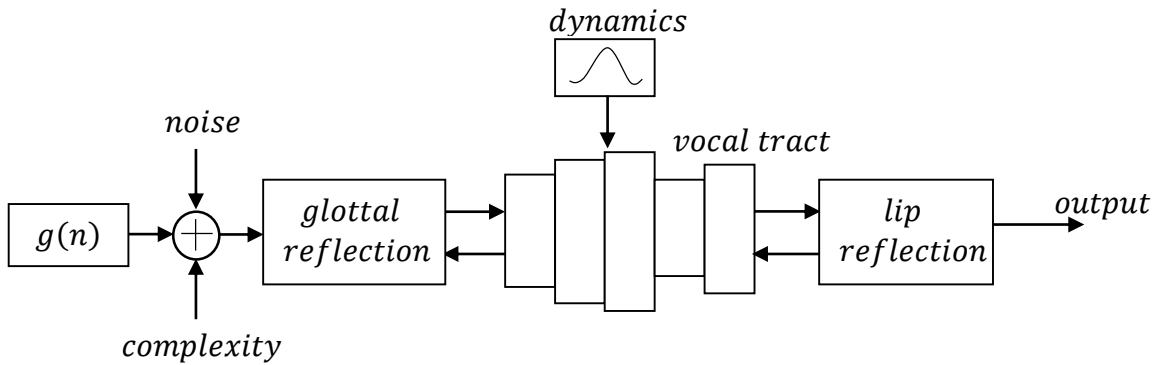 dynamics
noise
vocal tract
g(n)
glottal
reflection
lip
reflection
output
complexity